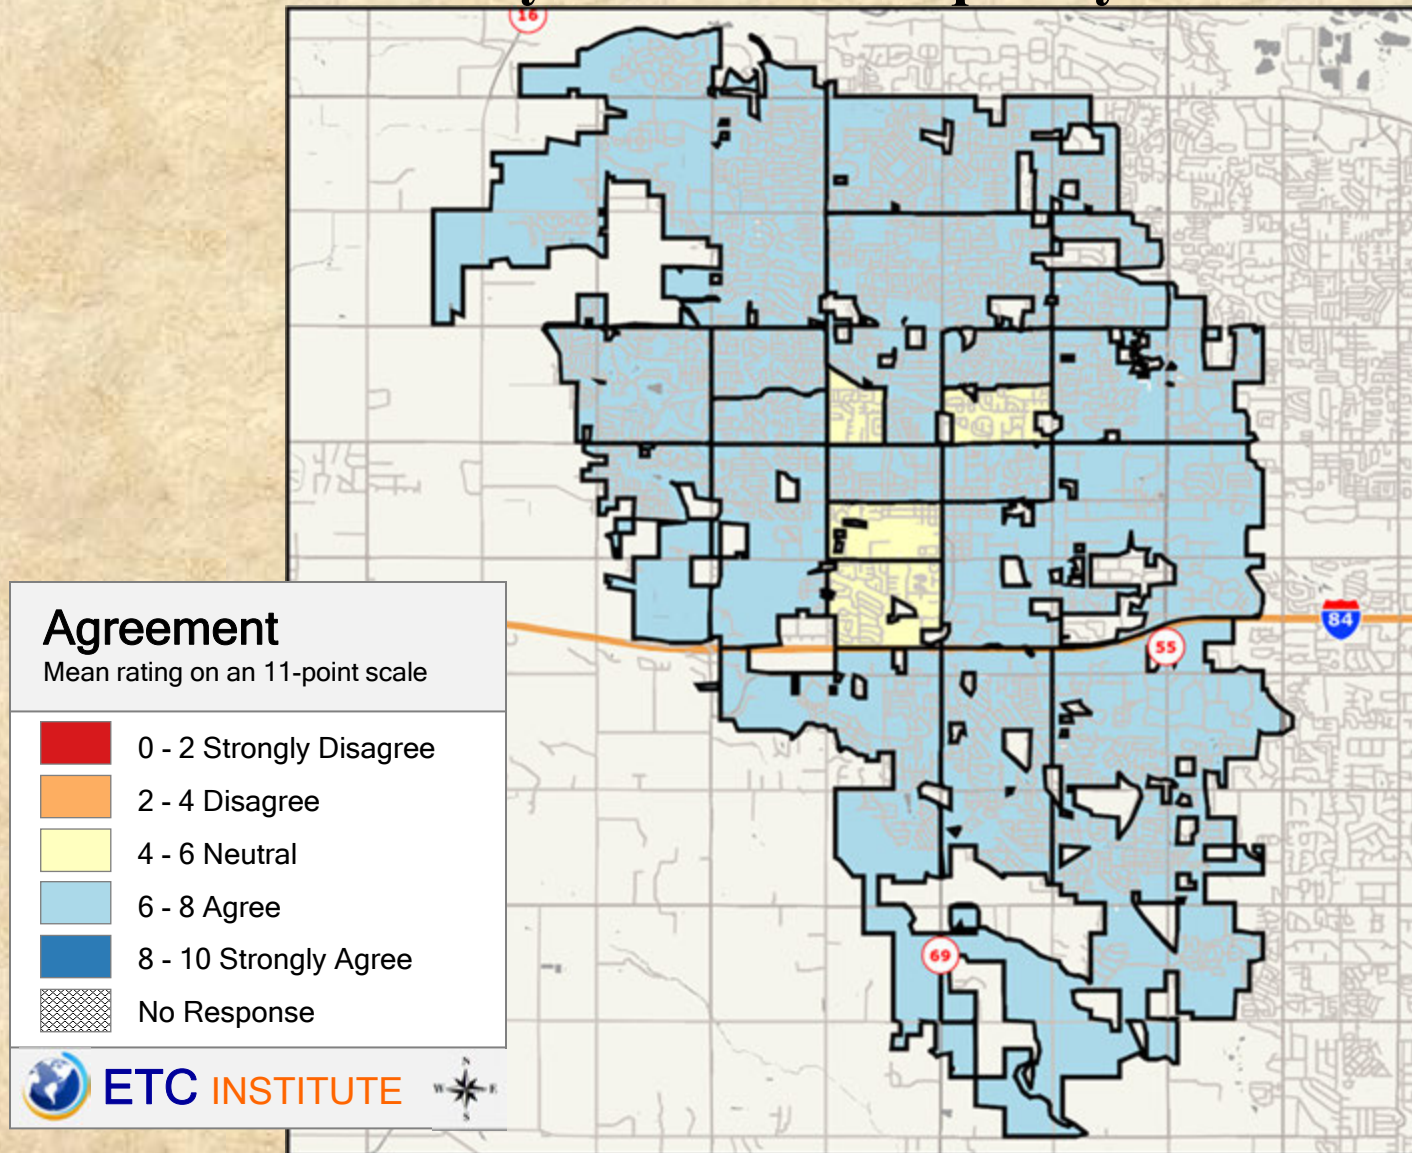 16
84
55
69
Agreement
Mean rating on an 11-point scale
0 - 2 Strongly Disagree
2 - 4 Disagree
4 - 6 Neutral
6 - 8 Agree
8 - 10 Strongly Agree
No Response
ETC INSTITUTE
N
W E
S